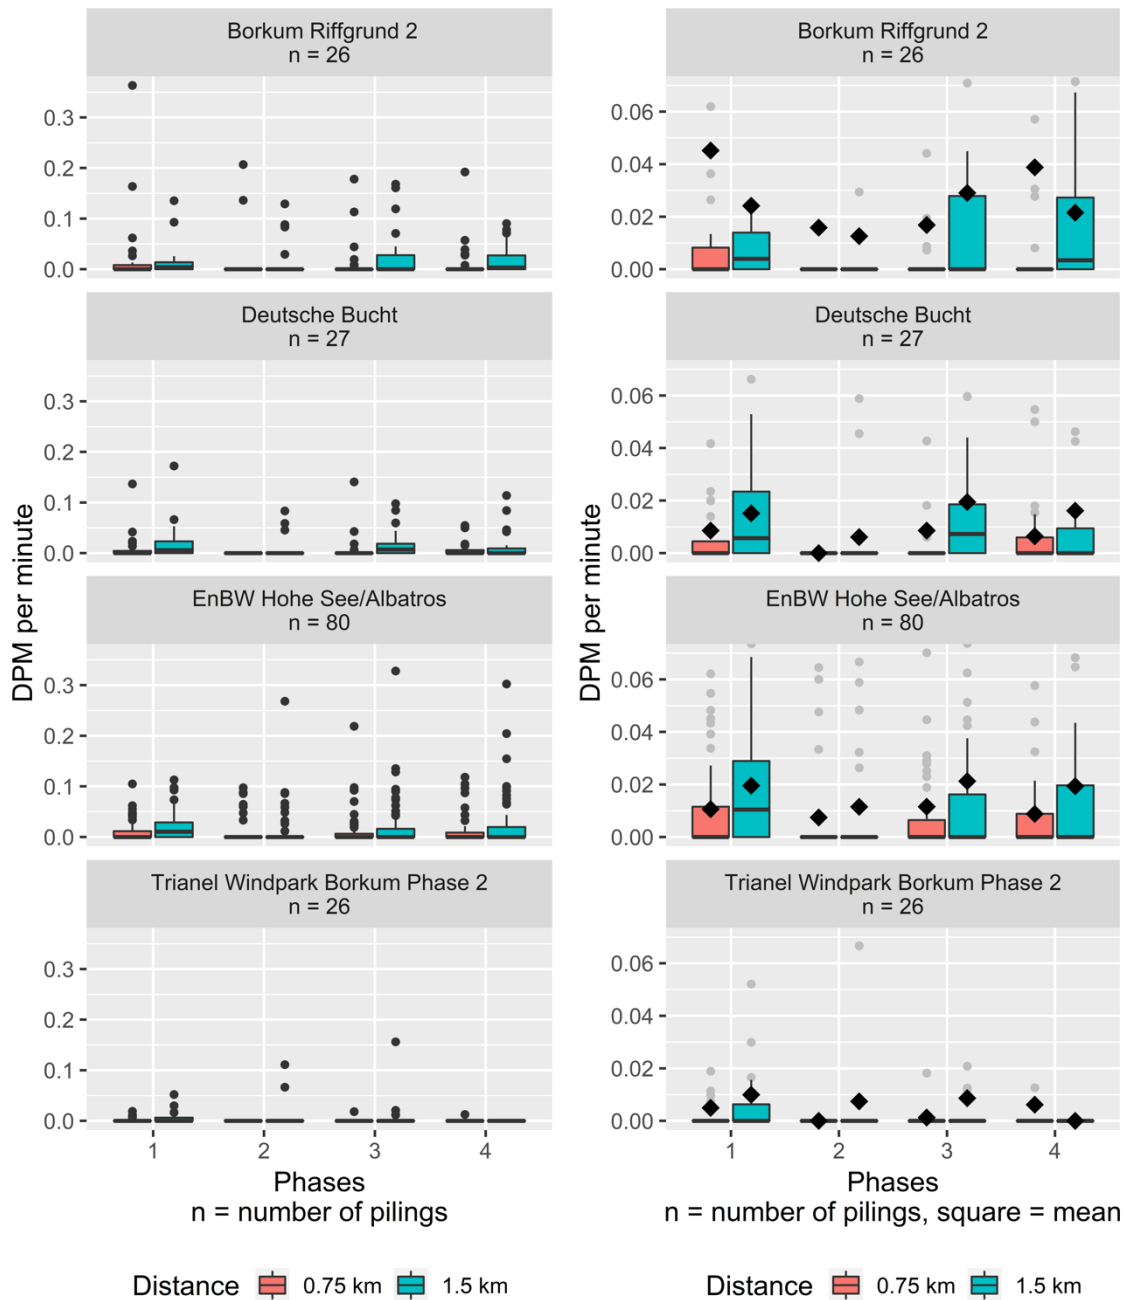 Borkum Riffgrund 2
n = 26
0.3
0.2
0.1
0.0
Deutsche Bucht
n = 27
0.3
0.2
0.1
0.0
EnBW Hohe See/Albatros
n = 80
0.3
0.2
0.1
0.0
Trianel Windpark Borkum Phase 2
n = 26
0.3
0.2
0.1
0.0
DPM per minute
1 2 3 4
Phases
n = number of pilings
Distance 0.75 km 1.5 km
Borkum Riffgrund 2
n = 26
0.06
0.04
0.02
0.00
Deutsche Bucht
n = 27
0.06
0.04
0.02
0.00
EnBW Hohe See/Albatros
n = 80
0.06
0.04
0.02
0.00
Trianel Windpark Borkum Phase 2
n = 26
0.06
0.04
0.02
0.00
DPM per minute
1 2 3 4
Phases
n = number of pilings, square = mean
Distance 0.75 km 1.5 km